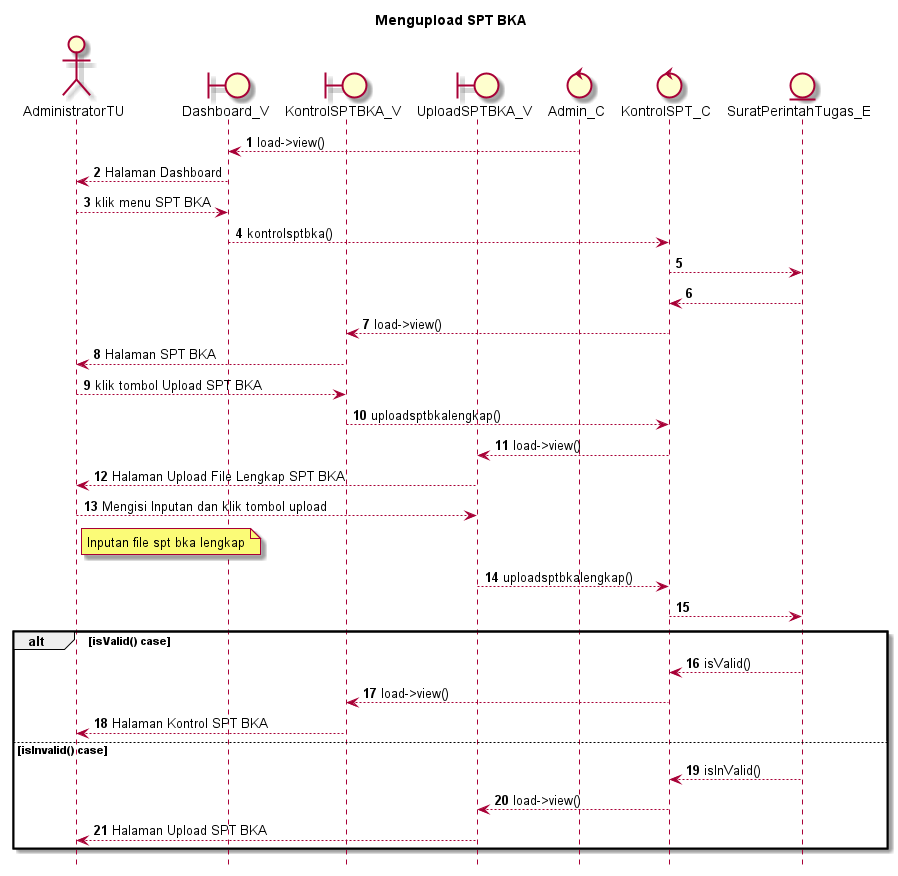 Mengupload SPT BKA
AdministratorTU
Dashboard_V
KontrolSPTBKA_V
UploadSPTBKA_V
Admin_C
KontrolSPT_C
SuratPerintahTugas_E
1 load->view()
2 Halaman Dashboard
3 klik menu SPT BKA
4 kontrolsptbka()
5
6
7 load->view()
8 Halaman SPT BKA
9 klik tombol Upload SPT BKA
10 uploadsptbkalengkap()
11 load->view()
12 Halaman Upload File Lengkap SPT BKA
13 Mengisi Inputan dan klik tombol upload
Inputan file spt bka lengkap
14 uploadsptbkalengkap()
15
alt [isValid() case]
16 isValid()
17 load->view()
18 Halaman Kontrol SPT BKA
[isInvalid() case]
19 isInValid()
20 load->view()
21 Halaman Upload SPT BKA